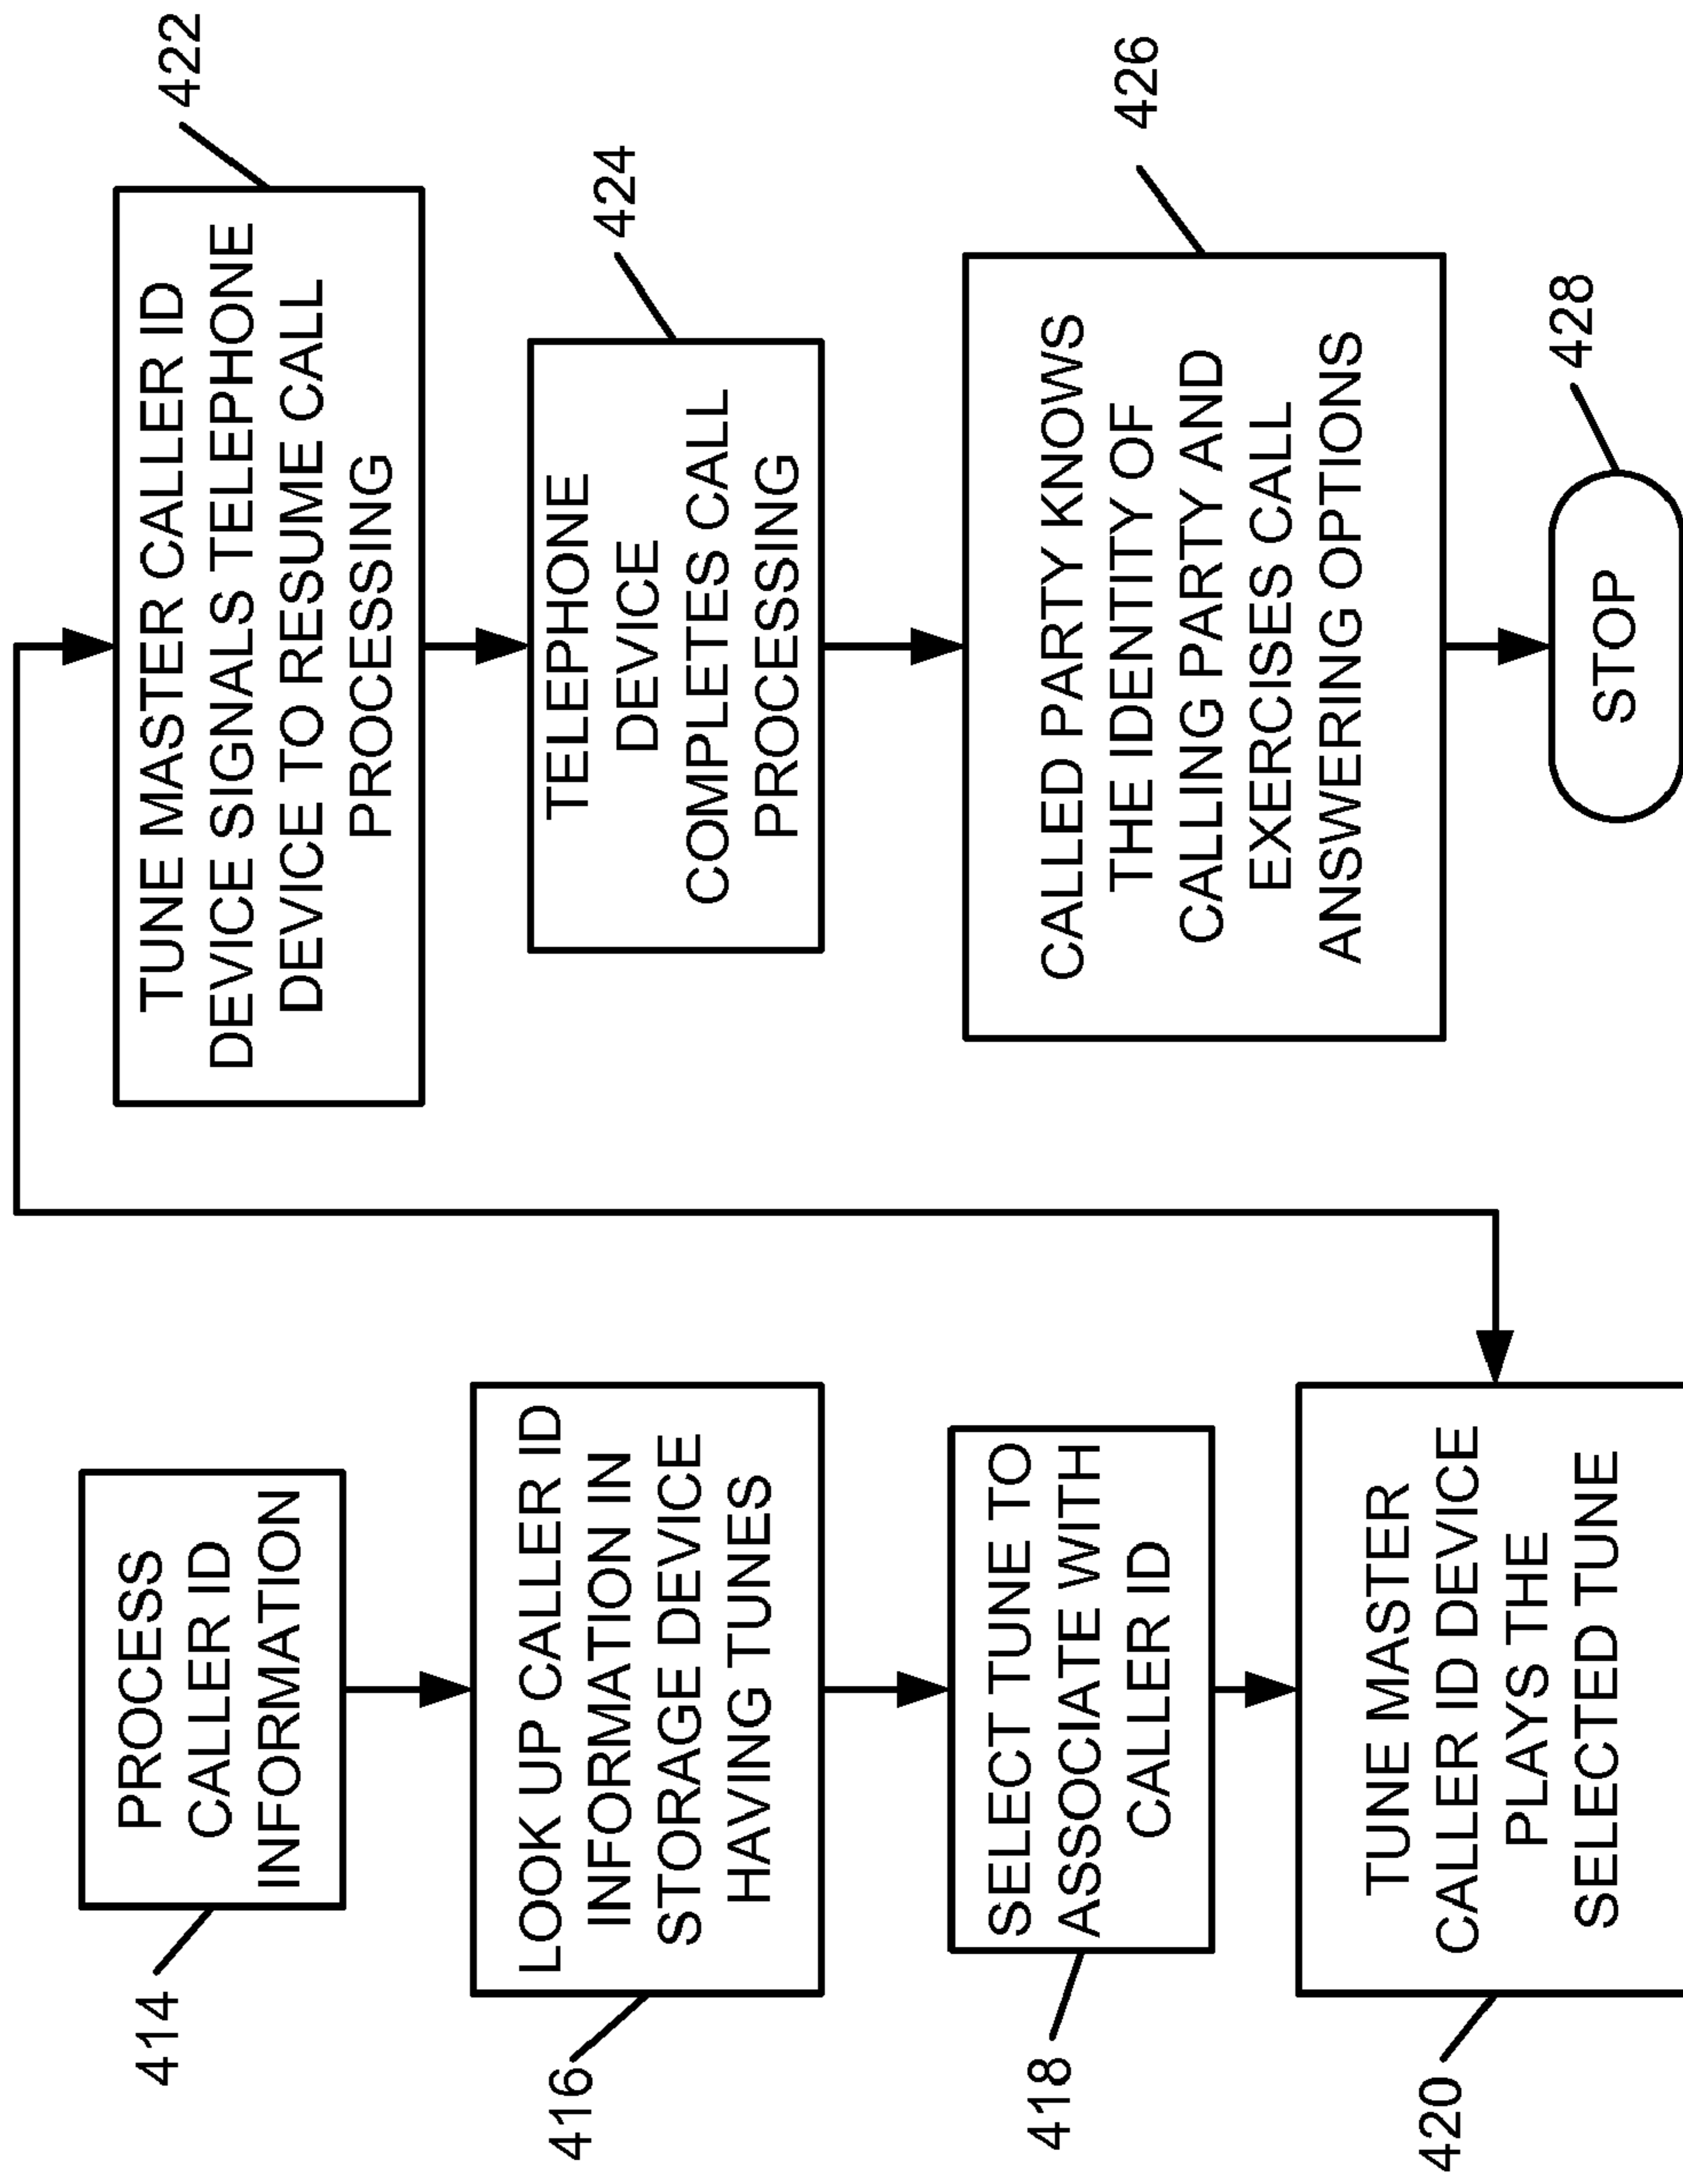 PROCESS
CALLER ID
INFORMATION
414
LOOK UP CALLER ID
INFORMATION IN
STORAGE DEVICE
HAVING TUNES
416
SELECT TUNE TO
ASSOCIATE WITH
CALLER ID
418
TUNE MASTER
CALLER ID DEVICE
PLAYS THE
SELECTED TUNE
420
TUNE MASTER CALLER ID
DEVICE SIGNALS TELEPHONE
DEVICE TO RESUME CALL
PROCESSING
422
TELEPHONE
DEVICE
COMPLETES CALL
PROCESSING
424
CALLED PARTY KNOWS
THE IDENTITY OF
CALLING PARTY AND
EXERCISES CALL
ANSWERING OPTIONS
426
STOP
428